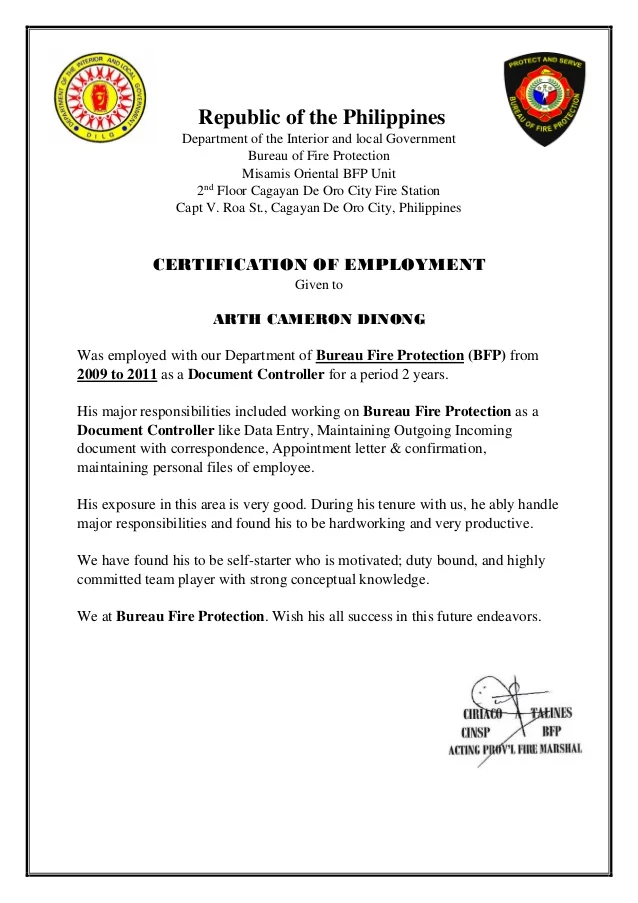 DEPARTMENT OF THE INTERIOR AND LOCAL GOVERNMENT
DILG
PROTECT AND SERVE
BUREAU OF FIRE PROTECTION
Republic of the Philippines
Department of the Interior and local Government
Bureau of Fire Protection
Misamis Oriental BFP Unit
2nd Floor Cagayan De Oro City Fire Station
Capt V. Roa St., Cagayan De Oro City, Philippines
CERTIFICATION OF EMPLOYMENT
Given to
ARTH CAMERON DINONG
Was employed with our Department of Bureau Fire Protection (BFP) from
2009 to 2011 as a Document Controller for a period 2 years.
His major responsibilities included working on Bureau Fire Protection as a
Document Controller like Data Entry, Maintaining Outgoing Incoming
document with correspondence, Appointment letter & confirmation,
maintaining personal files of employee.
His exposure in this area is very good. During his tenure with us, he ably handle
major responsibilities and found his to be hardworking and very productive.
We have found his to be self-starter who is motivated; duty bound, and highly
committed team player with strong conceptual knowledge.
We at Bureau Fire Protection. Wish his all success in this future endeavors.
CIRIACO A TALINES
CINSP BFP
ACTING PROV'L FIRE MARSHAL